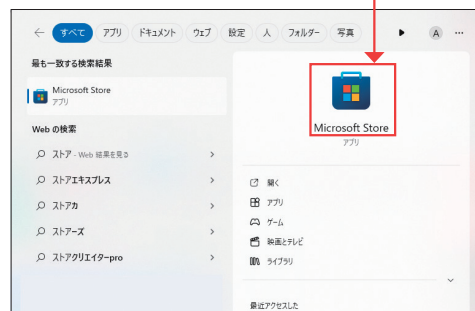 すべて アプリ ドキュメント ウェブ 設定 人 フォルダー 写真 A
最も一致する検索結果
Microsoft Store
アプリ
Web の検索
ストア - Web 結果を見る
ストアエキスプレス
ストアカ
ストアーズ
ストアクリエイターpro
Microsoft Store
アプリ
開く
アプリ
ゲーム
映画とテレビ
ライブラリ
最近アクセスした